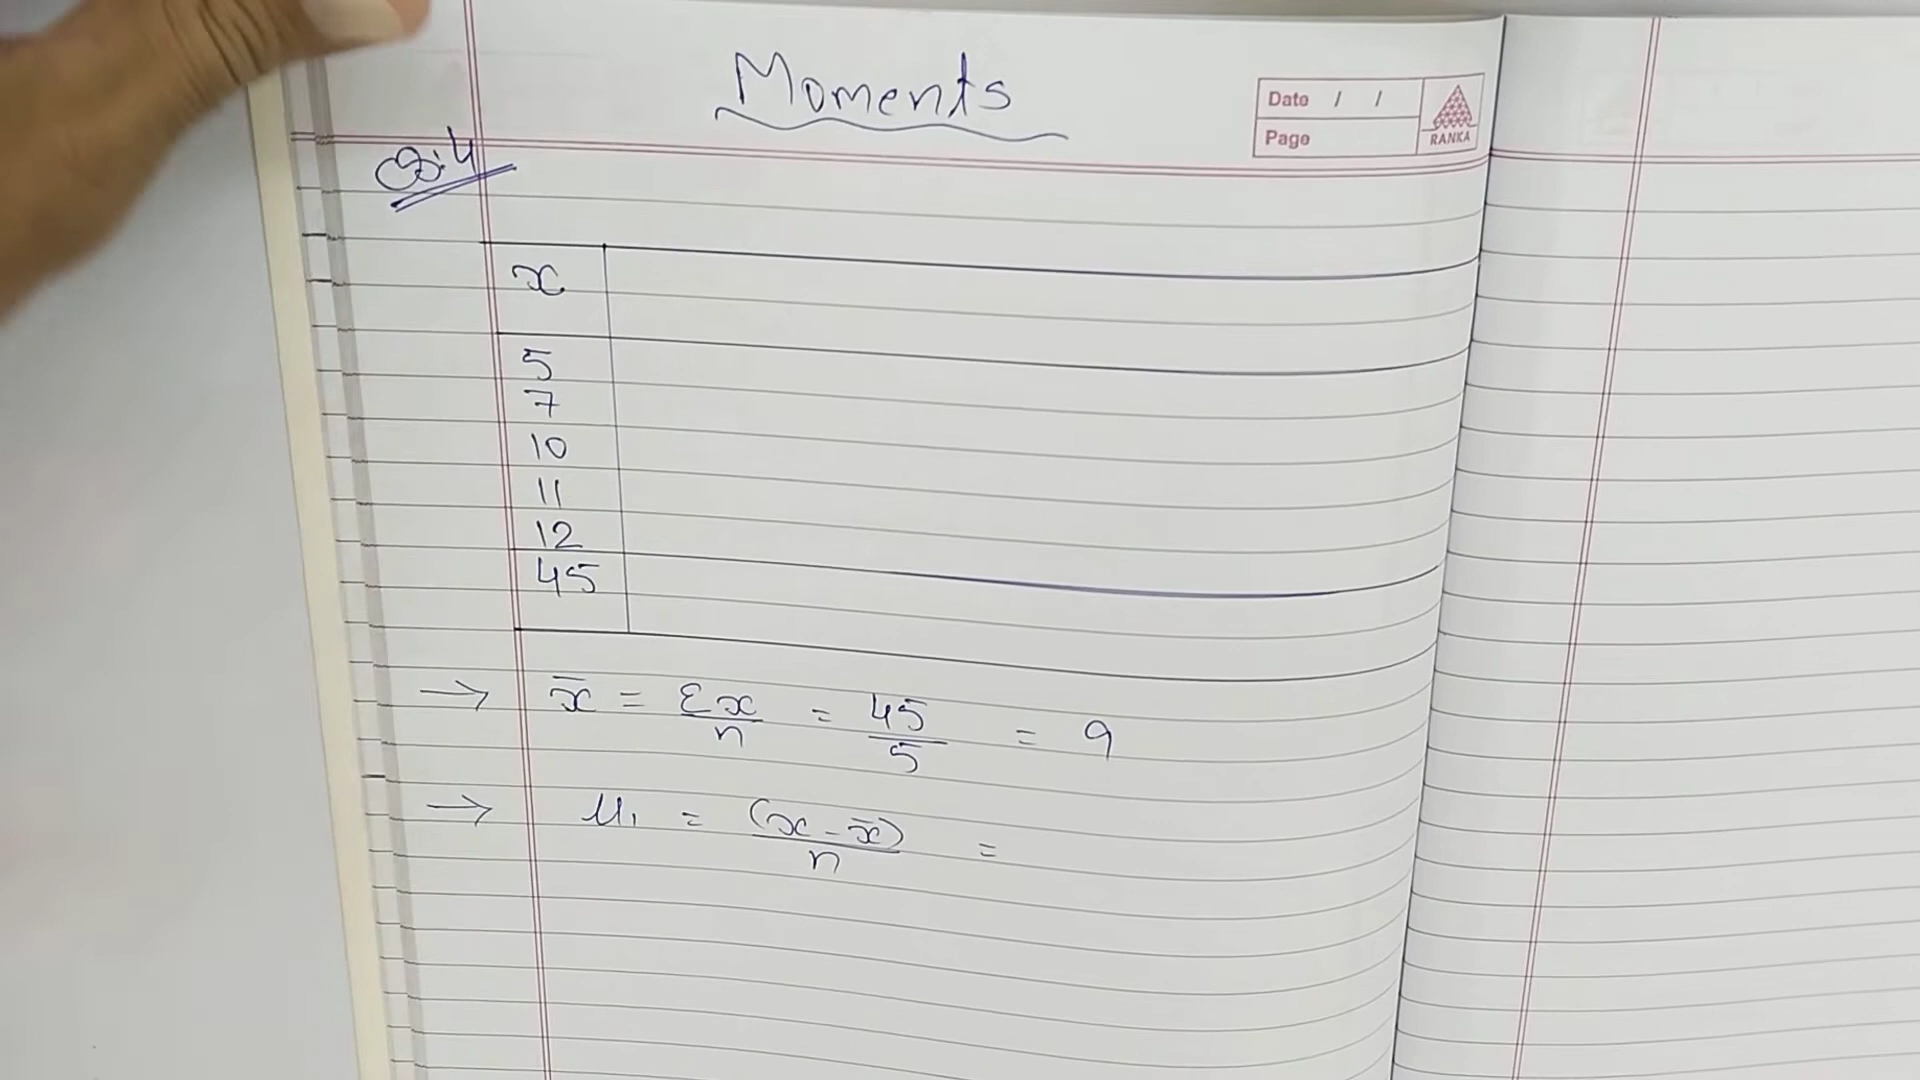 Moments
Date / /
Page
RANKA
Q:4
x
5
7
10
11
12
45
→ x̄ = Σx/n = 45/5 = 9
→ μ₁ = (x - x̄)/n =